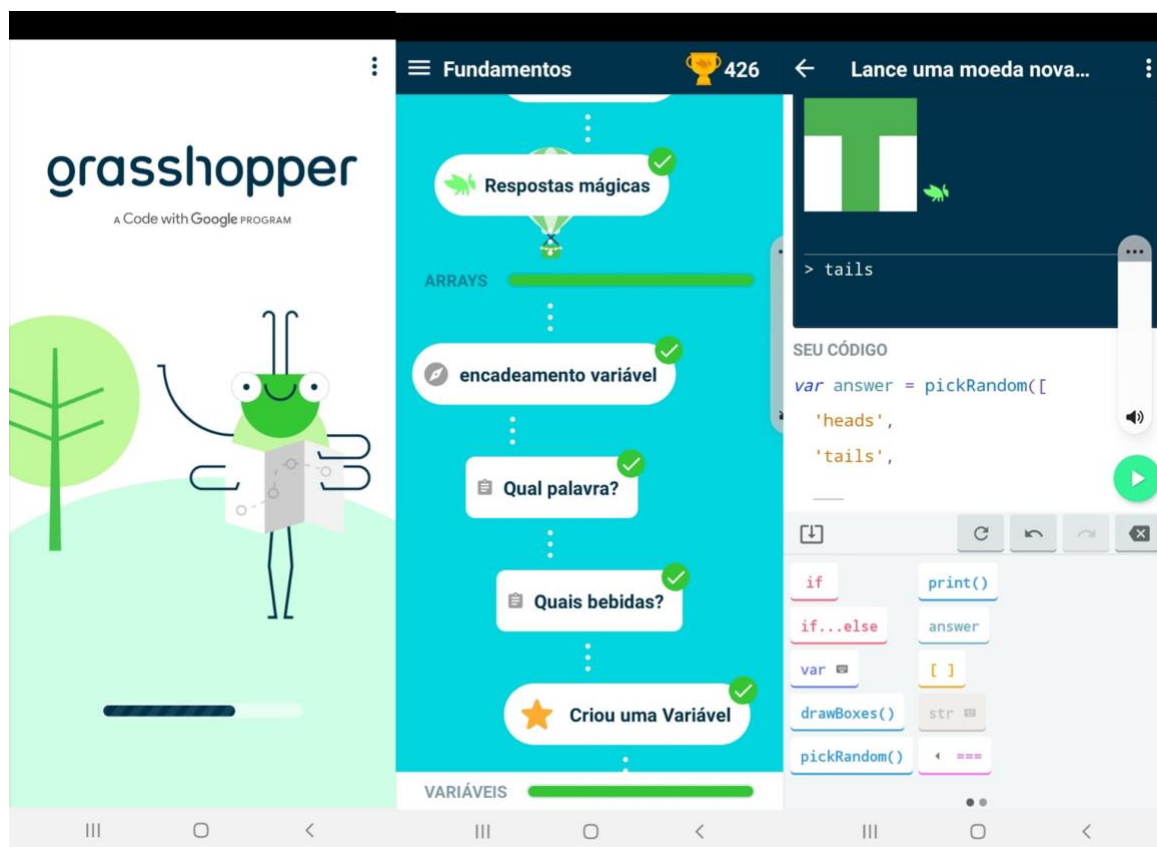 grasshopper
A Code with Google PROGRAM
Fundamentos
426
Respostas mágicas
ARRAYS
encadeamento variável
Qual palavra?
Quais bebidas?
Criou uma Variável
VARIÁVEIS
Lance uma moeda nova...
> tails
SEU CÓDIGO
var answer = pickRandom([
'heads',
'tails',
if
print()
if...else
answer
var
[ ]
drawBoxes()
str
pickRandom()
===